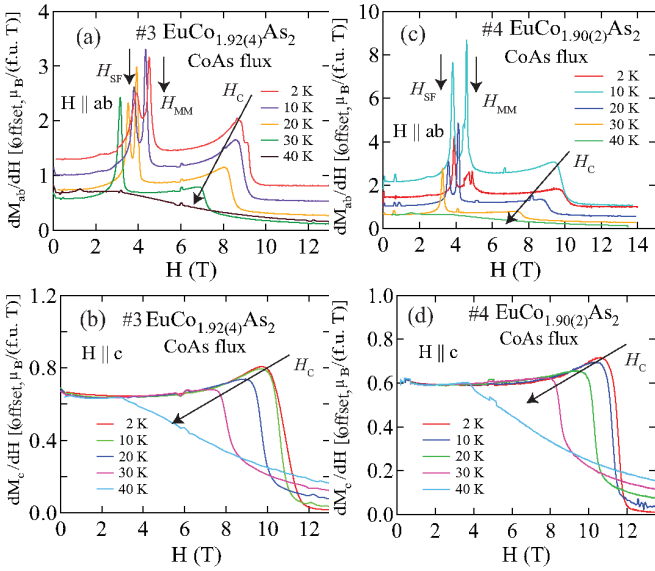 (a)
#3 EuCo1.92(4)As2
CoAs flux
HSF
HMM
HC
H || ab
2 K
10 K
20 K
30 K
40 K
dMab/dH [(offset,μB/(f.u. T)]
4
3
2
1
0
0 2 4 6 8 10 12
H (T)
(c)
#4 EuCo1.90(2)As2
CoAs flux
HSF
HMM
H || ab
2 K
10 K
20 K
30 K
40 K
HC
dMab/dH [(offset,μB/(f.u. T)]
10
8
6
4
2
0
0 2 4 6 8 10 12 14
H (T)
(b)
#3 EuCo1.92(4)As2
CoAs flux
H || c
HC
2 K
10 K
20 K
30 K
40 K
dMc/dH [(offset,μB/(f.u. T)]
1.2
0.8
0.4
0.0
0 2 4 6 8 10 12
H (T)
(d)
#4 EuCo1.90(2)As2
CoAs flux
H || c
HC
2 K
10 K
20 K
30 K
40 K
dMc/dH [(offset,μB/(f.u. T)]
1.0
0.8
0.6
0.4
0.2
0.0
0 2 4 6 8 10 12
H (T)